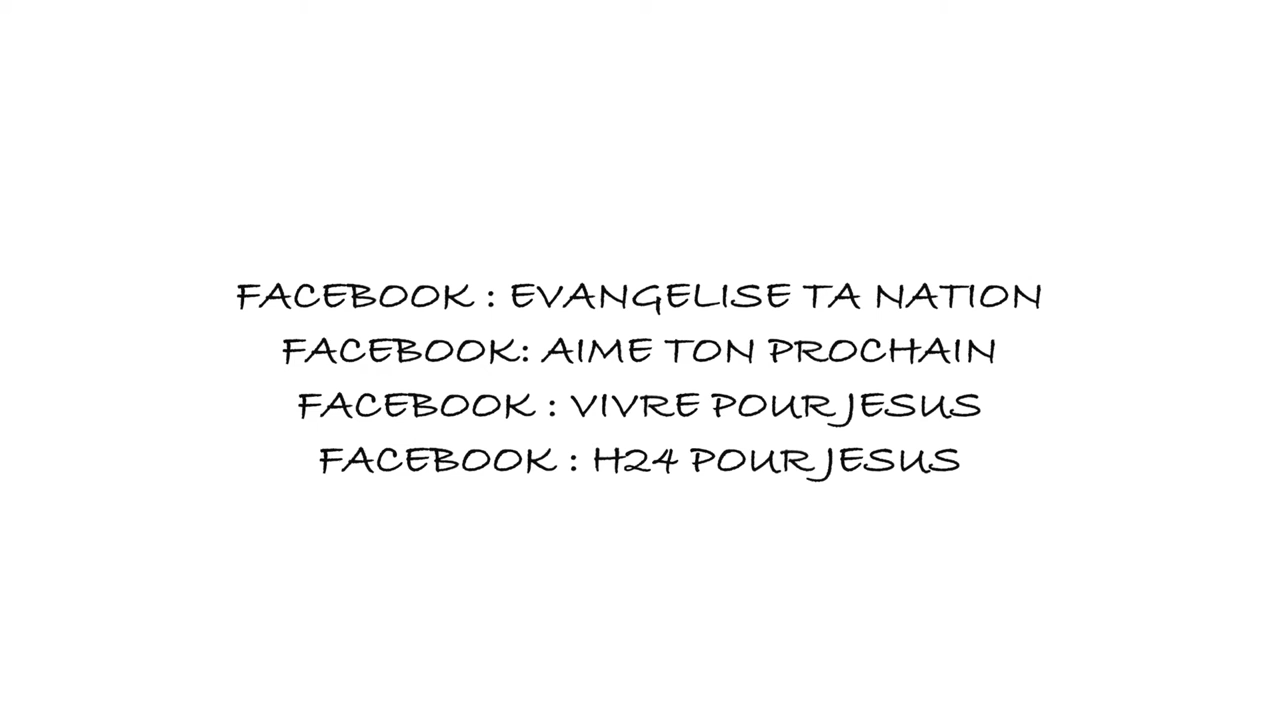 FACEBOOK : EVANGELISE TA NATION
FACEBOOK: AIME TON PROCHAIN
FACEBOOK : VIVRE POUR JESUS
FACEBOOK : H24 POUR JESUS